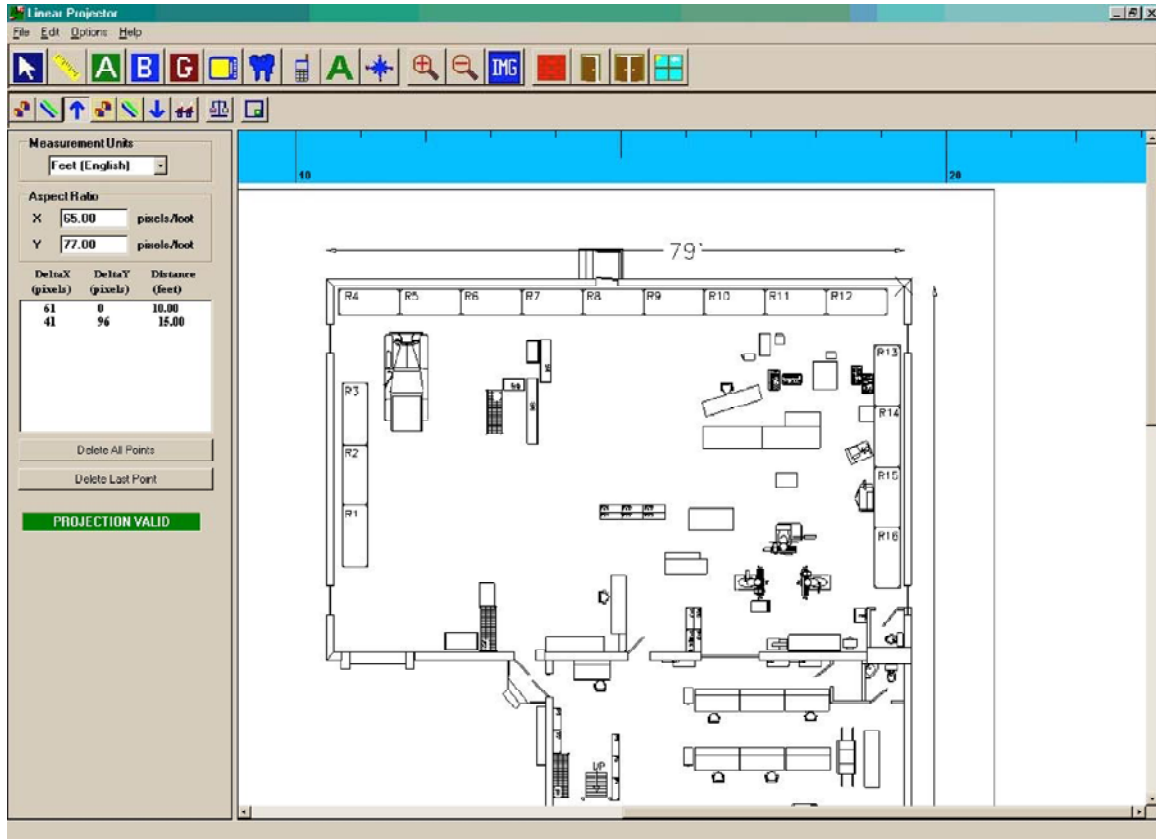 Linear Projector
File Edit Options Help
A B G A IMG
Measurement Units
Feet (English)
Aspect Ratio
X 65.00 pixels/foot
Y 77.00 pixels/foot
DeltaX DeltaY Distance
(pixels) (pixels) (feet)
61 0 10.00
41 96 15.00
Delete All Points
Delete Last Point
PROJECTION VALID
10 20
79'
R4 R5 R6 R7 R8 R9 R10 R11 R12
R13
R3
R14
R2
R15
R1
R16
UP